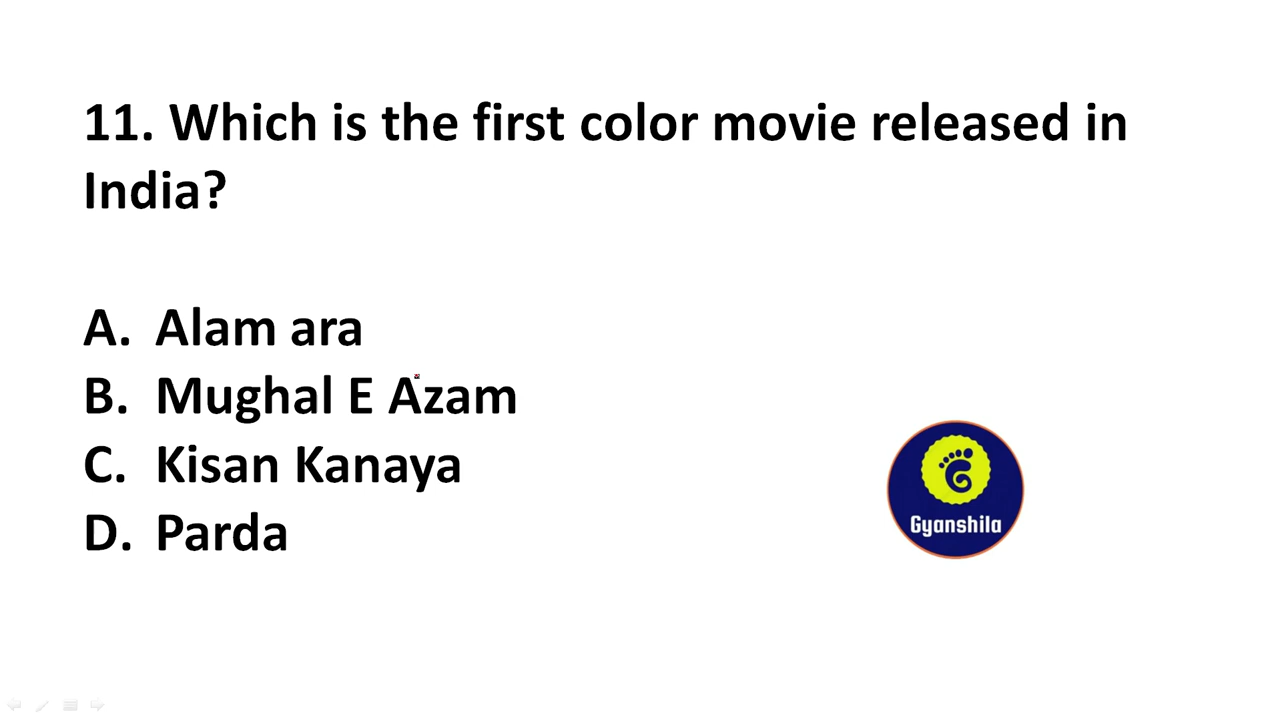 11. Which is the first color movie released in
India?
A. Alam ara
B. Mughal E Azam
C. Kisan Kanaya
D. Parda
Gyanshila